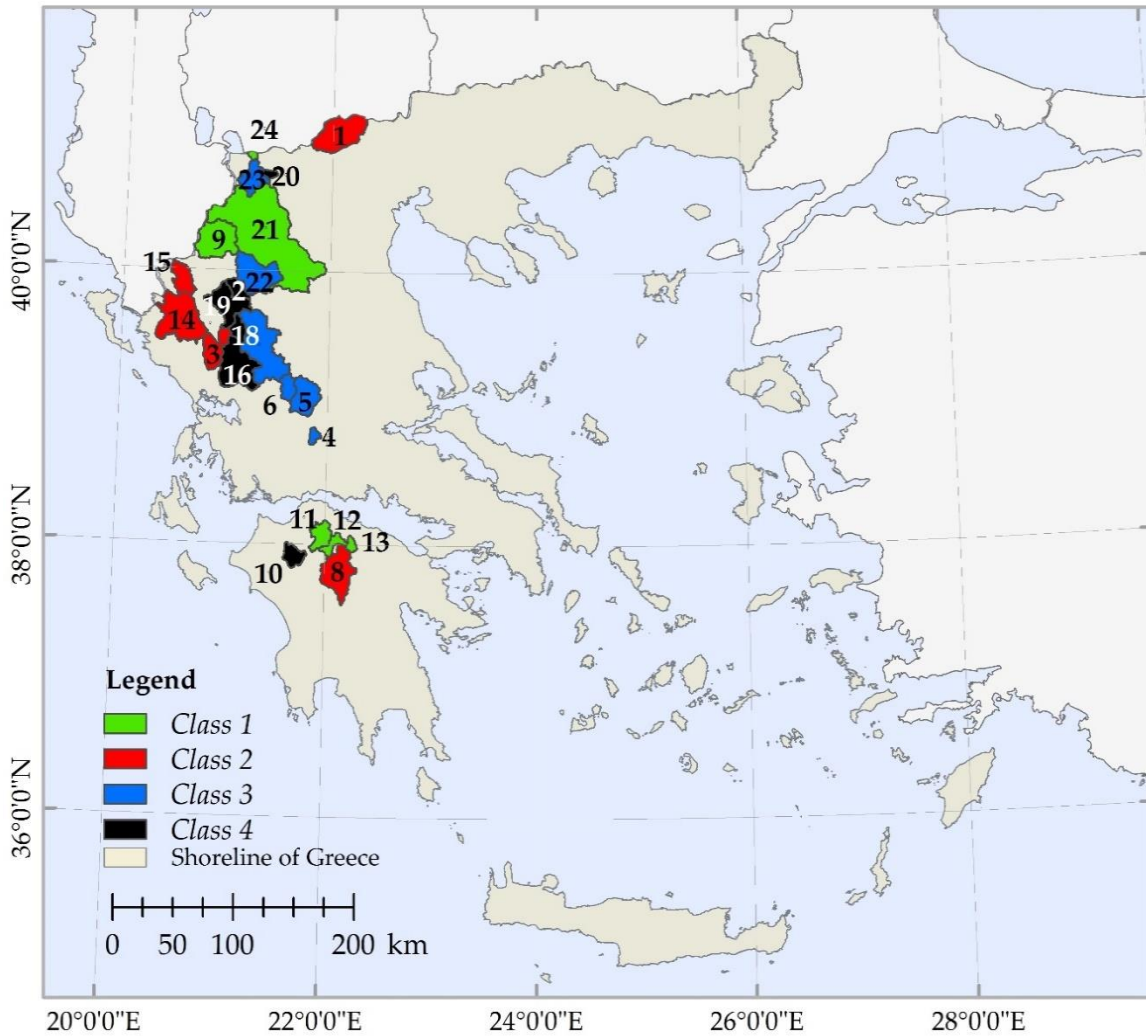 24
1
23
20
21
9
40°0'0"N
15
22
2
19
14
18
3
16
6
5
4
11
12
13
38°0'0"N
10
8
Legend
Class 1
Class 2
Class 3
Class 4
Shoreline of Greece
36°0'0"N
0 50 100 200 km
20°0'0"E 22°0'0"E 24°0'0"E 26°0'0"E 28°0'0"E